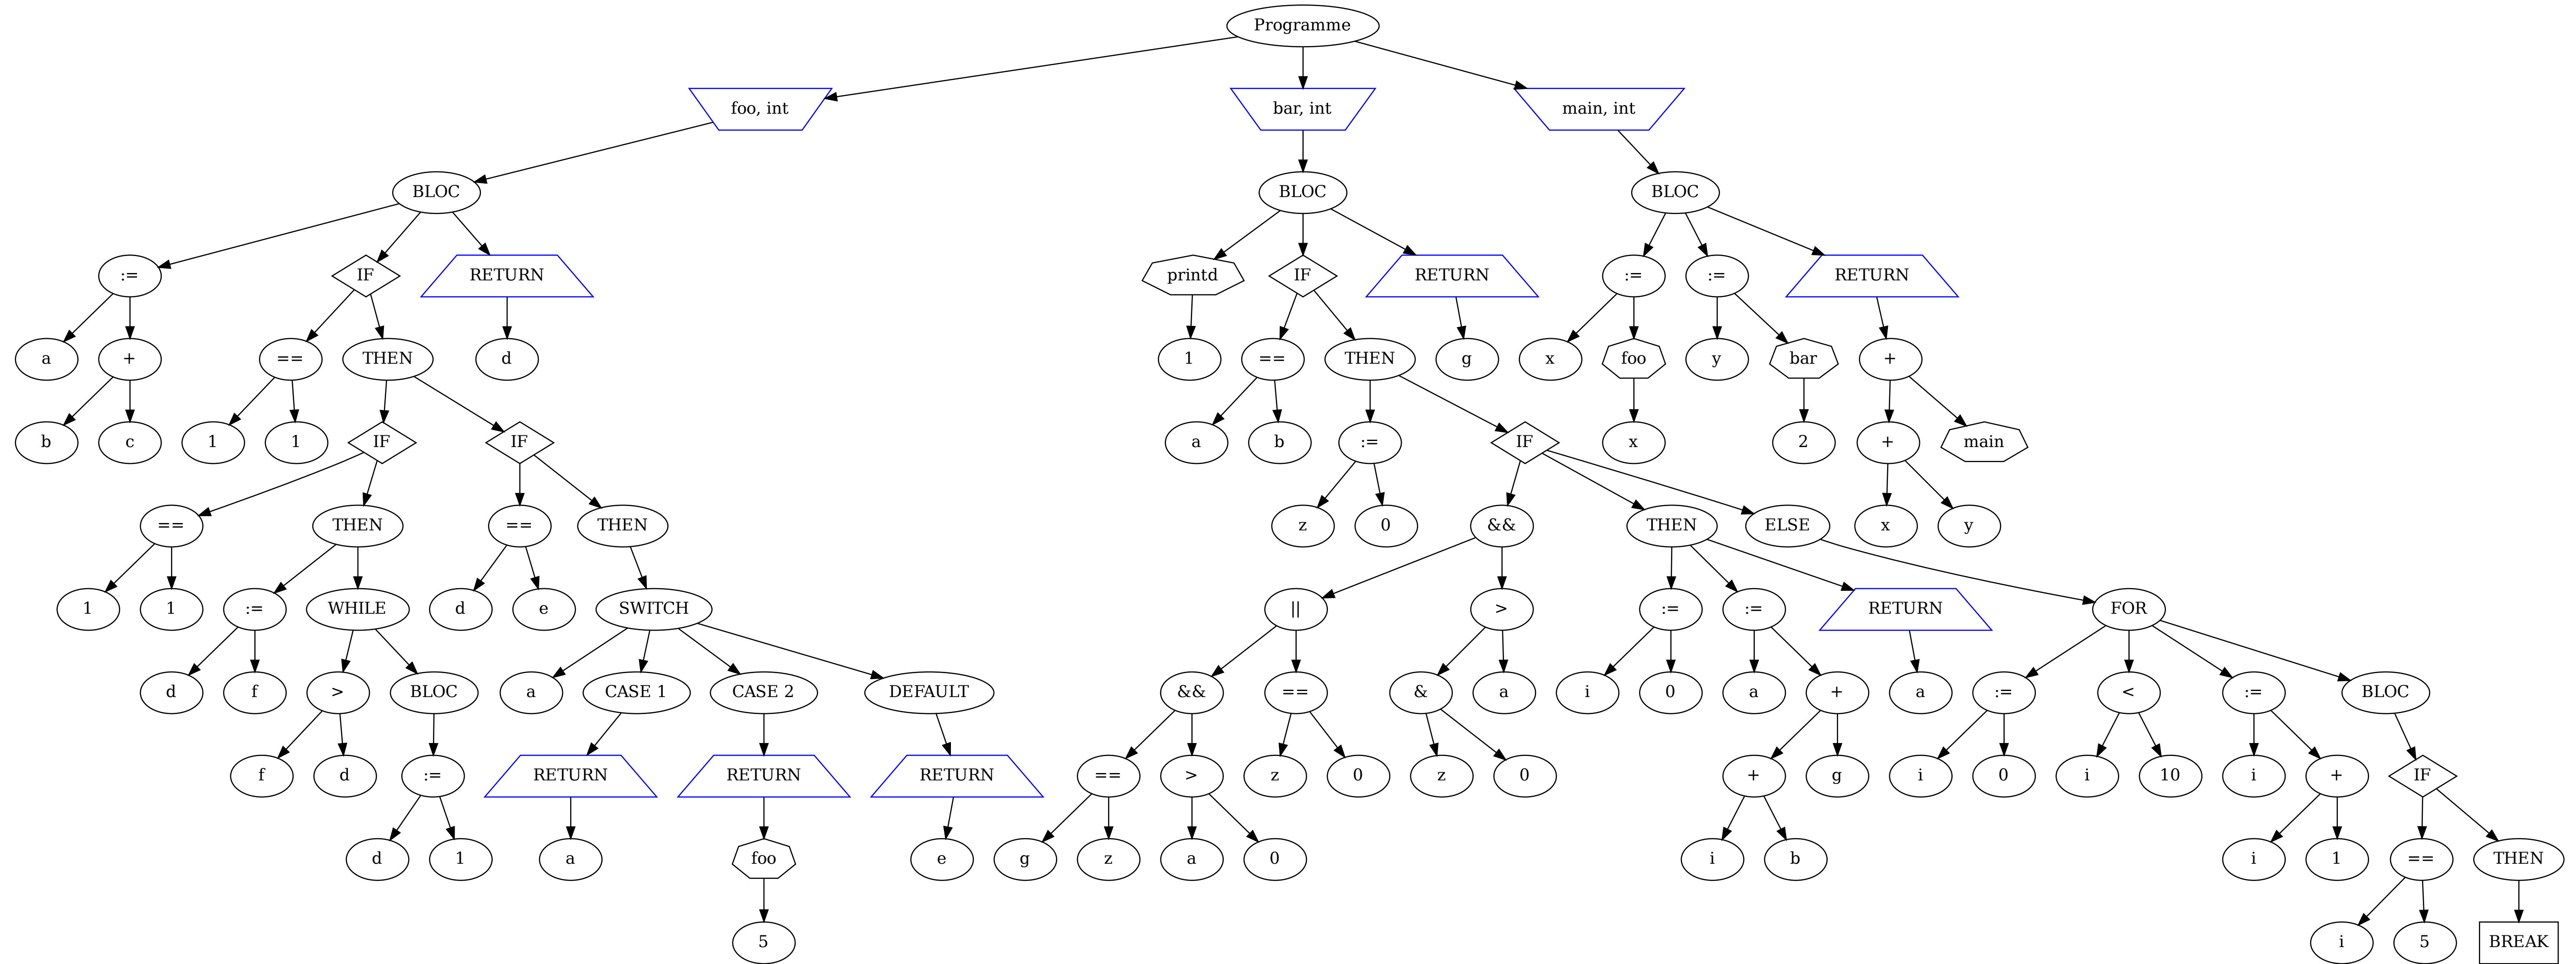 Programme
foo, int
bar, int
main, int
BLOC
BLOC
BLOC
:=
IF
RETURN
printd
IF
RETURN
:=
:=
RETURN
a
+
==
THEN
d
1
==
THEN
g
x
foo
y
bar
+
b
c
1
1
IF
IF
a
b
:=
IF
x
2
+
main
==
THEN
==
THEN
z
0
&&
THEN
ELSE
x
y
1
1
:=
WHILE
d
e
SWITCH
||
>
:=
:=
RETURN
FOR
d
f
>
BLOC
a
CASE 1
CASE 2
DEFAULT
&&
==
&
a
i
0
a
+
a
:=
<
:=
BLOC
f
d
:=
RETURN
RETURN
RETURN
==
>
z
0
z
0
+
g
i
0
i
10
i
+
IF
d
1
a
foo
e
g
z
a
0
i
b
i
1
==
THEN
5
i
5
BREAK